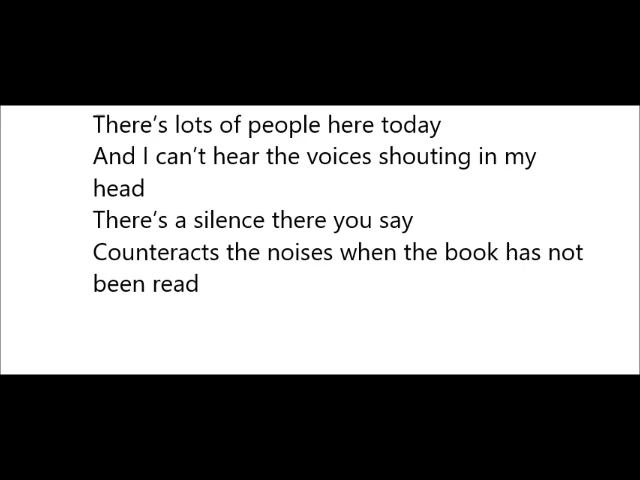 There's lots of people here today
And I can't hear the voices shouting in my
head
There's a silence there you say
Counteracts the noises when the book has not
been read